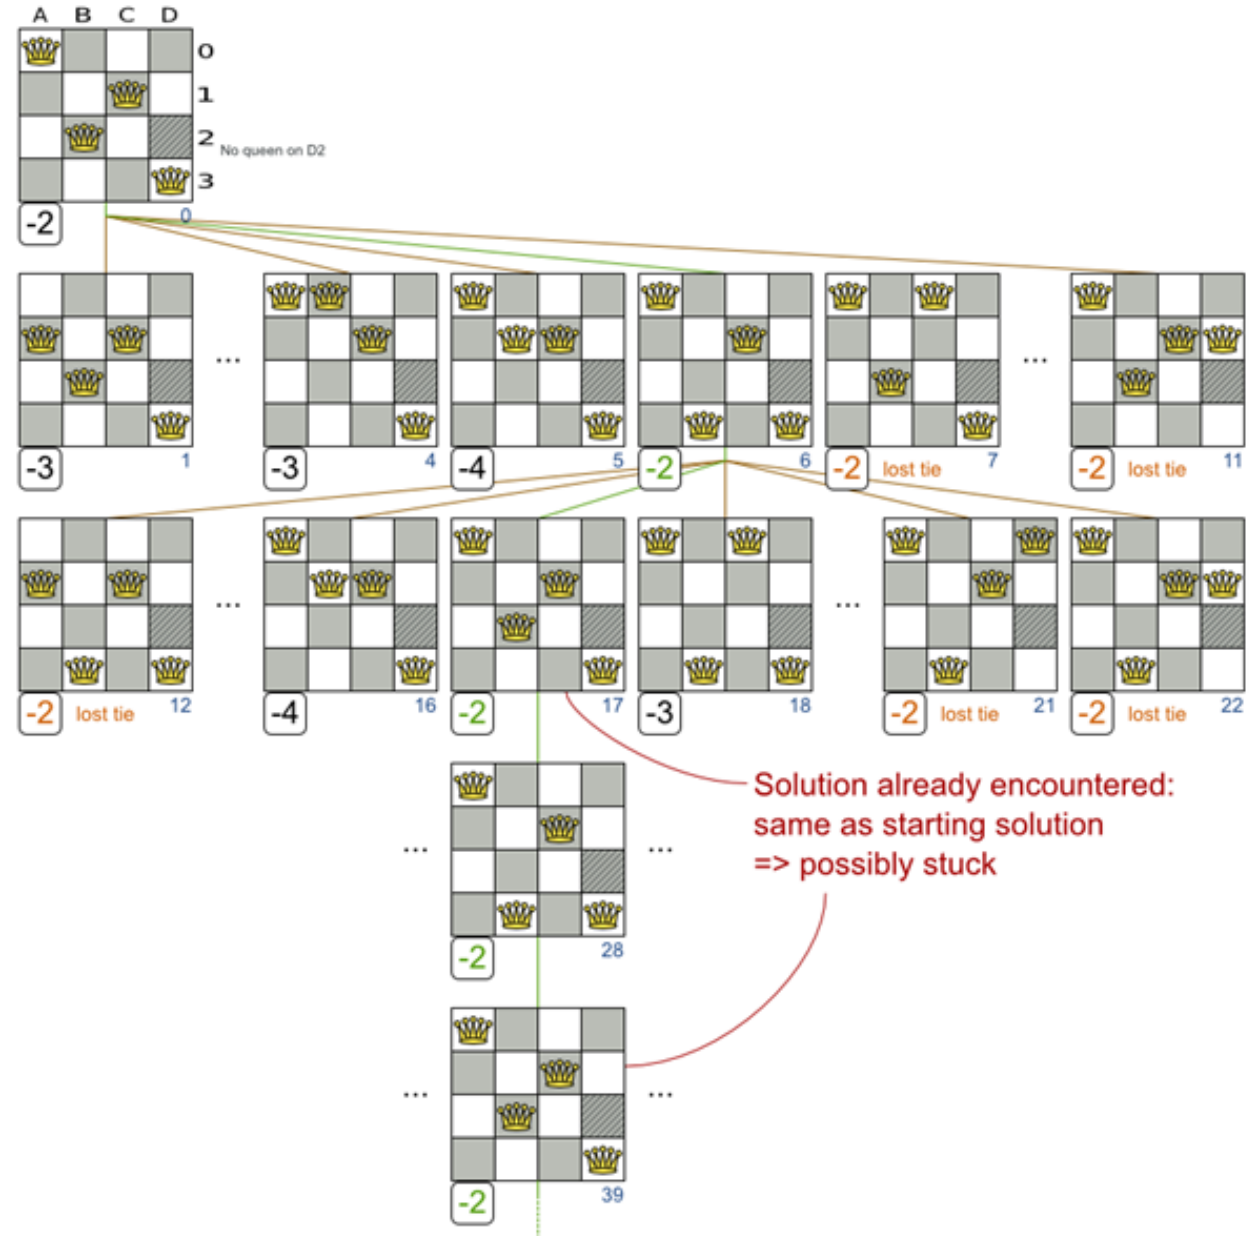 A B C D
0
1
2
No queen on D2
3
-2
0
... ...
-3 1
-3 4
-4 5
-2 6
-2 lost tie 7
-2 lost tie 11
... ...
-2 lost tie 12
-4 16
-2 17
-3 18
-2 lost tie 21
-2 lost tie 22
Solution already encountered:
same as starting solution
=> possibly stuck
... ...
-2 28
... ...
-2 39